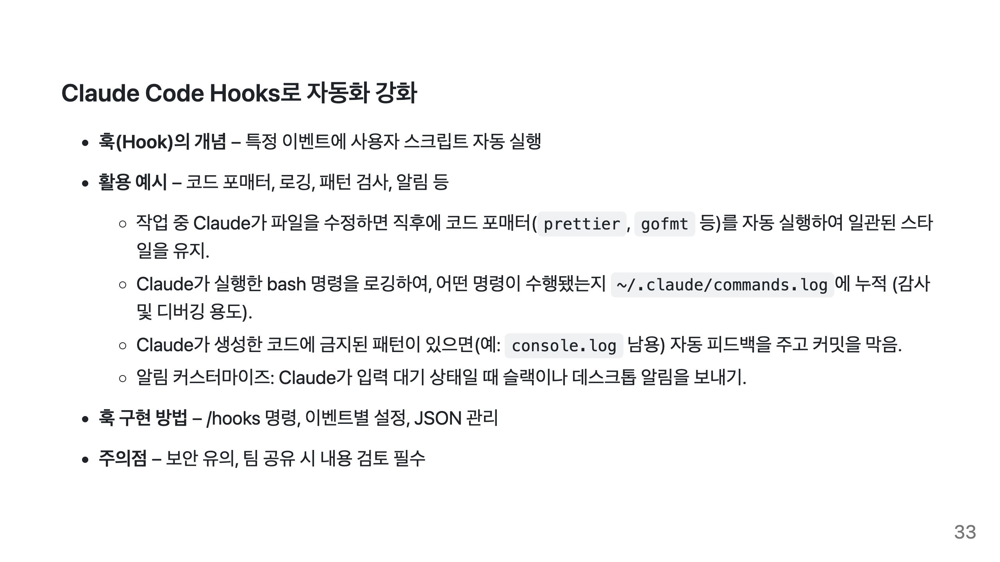 Claude Code Hooks로 자동화 강화
• 훅(Hook)의 개념 – 특정 이벤트에 사용자 스크립트 자동 실행
• 활용 예시 – 코드 포매터, 로깅, 패턴 검사, 알림 등
○ 작업 중 Claude가 파일을 수정하면 직후에 코드 포매터( prettier , gofmt 등)를 자동 실행하여 일관된 스타
일을 유지.
○ Claude가 실행한 bash 명령을 로깅하여, 어떤 명령이 수행됐는지 ~/.claude/commands.log 에 누적 (감사
및 디버깅 용도).
○ Claude가 생성한 코드에 금지된 패턴이 있으면(예: console.log 남용) 자동 피드백을 주고 커밋을 막음.
○ 알림 커스터마이즈: Claude가 입력 대기 상태일 때 슬랙이나 데스크톱 알림을 보내기.
• 훅 구현 방법 – /hooks 명령, 이벤트별 설정, JSON 관리
• 주의점 – 보안 유의, 팀 공유 시 내용 검토 필수
33